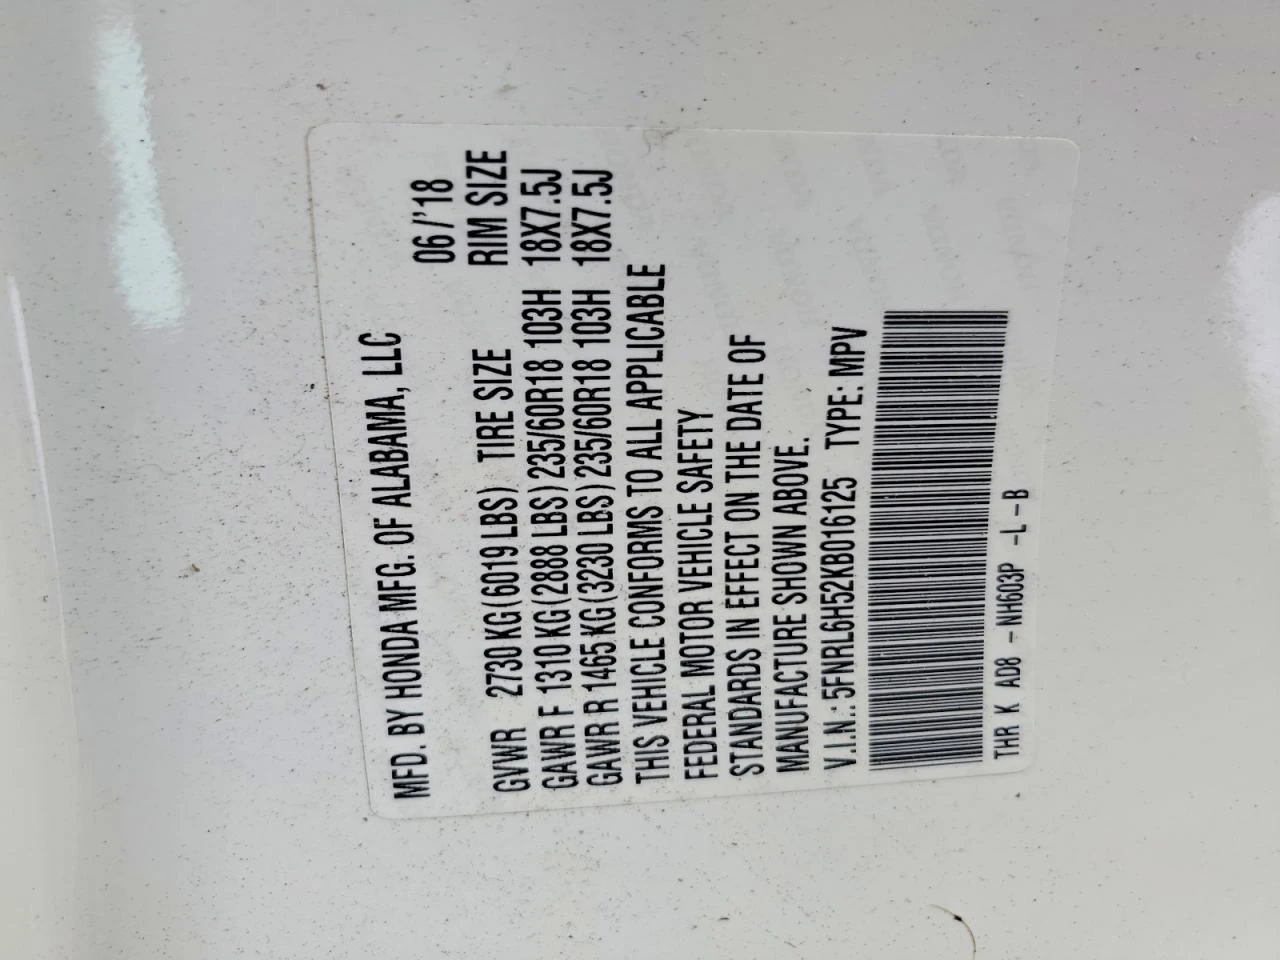 MFD. BY HONDA MFG. OF ALABAMA, LLC
06/'18
GVWR 2730 KG(6019 LBS) TIRE SIZE RIM SIZE
GAWR F 1310 KG(2888 LBS)235/60R18 103H 18X7.5J
GAWR R 1465 KG(3230 LBS)235/60R18 103H 18X7.5J
THIS VEHICLE CONFORMS TO ALL APPLICABLE
FEDERAL MOTOR VEHICLE SAFETY
STANDARDS IN EFFECT ON THE DATE OF
MANUFACTURE SHOWN ABOVE.
V.I.N.: 5FNRL6H52KB016125 TYPE: MPV
THR K AD8 -NH603P -L-B